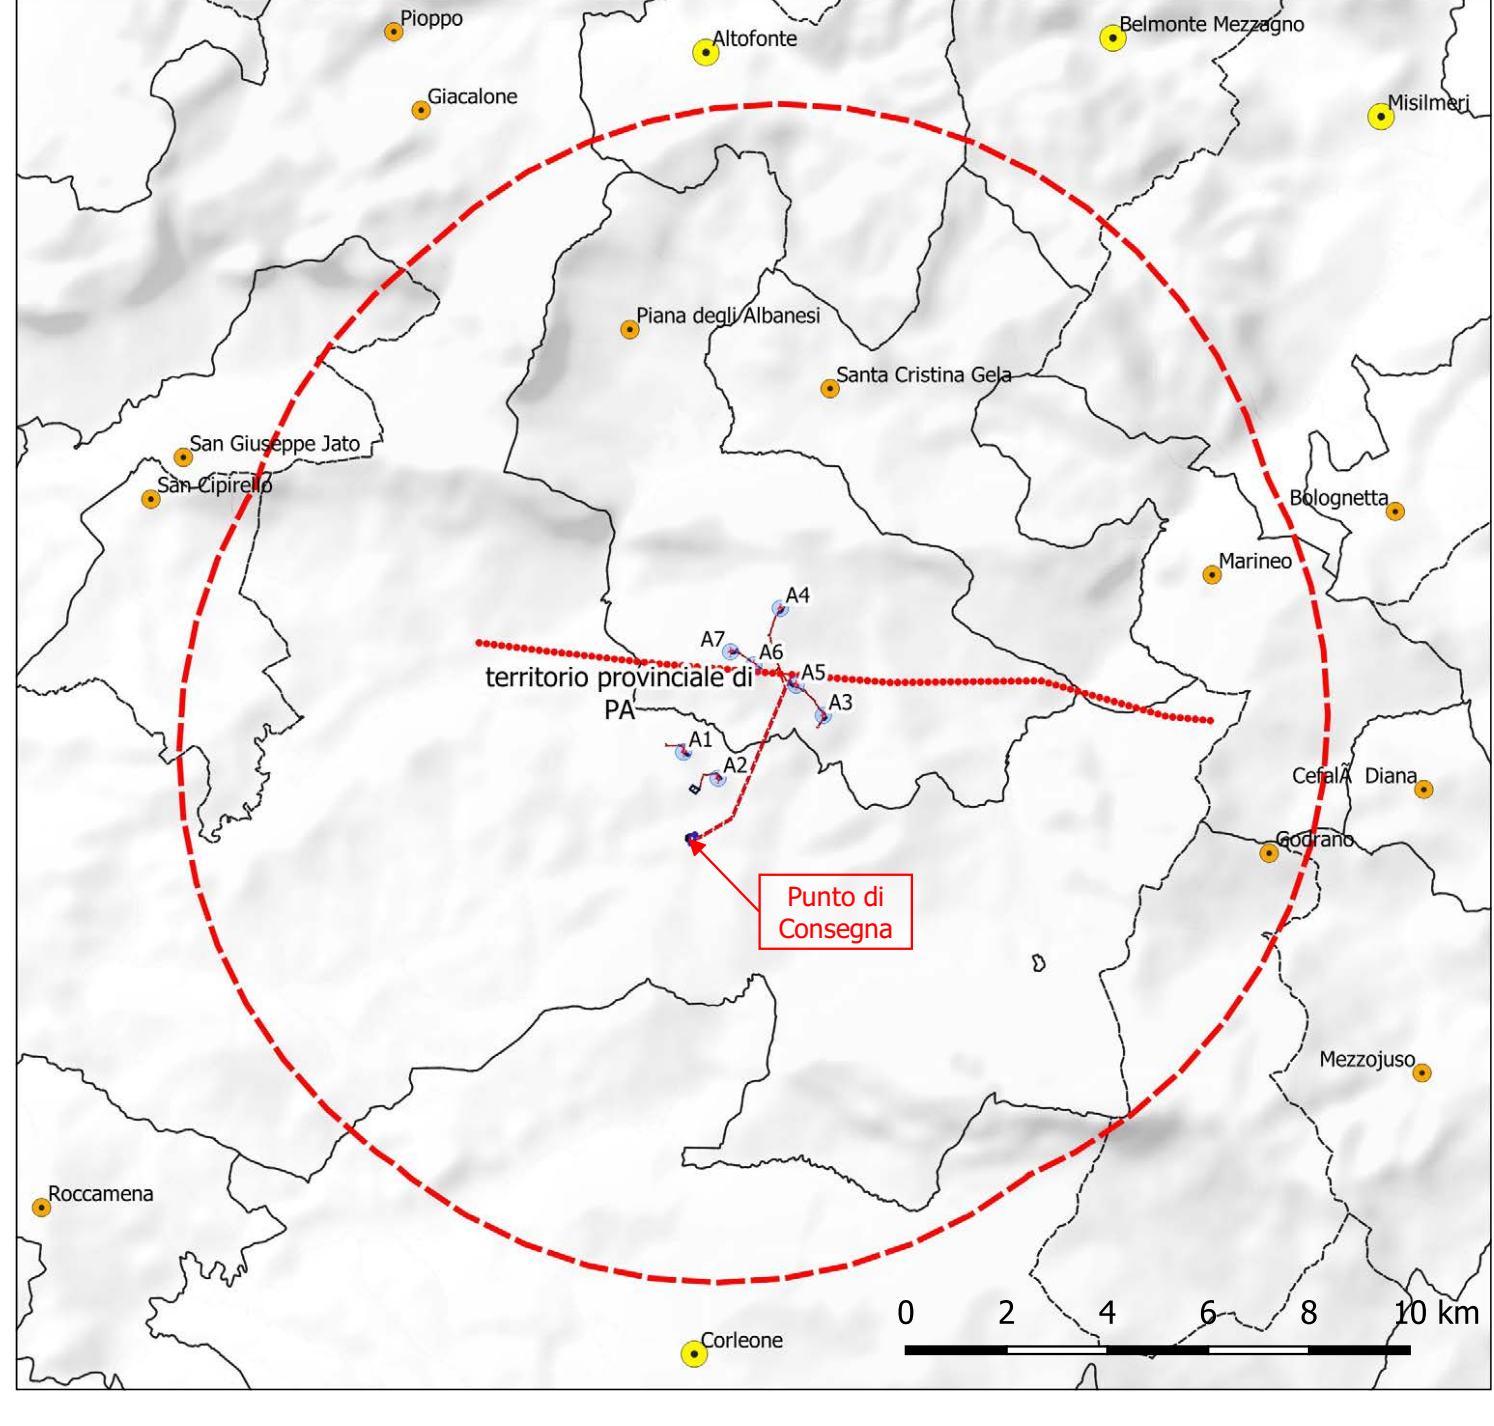 Pioppo
Belmonte Mezzagno
Altofonte
Giacalone
Misilmeri
Piana degli Albanesi
Santa Cristina Gela
San Giuseppe Jato
San Cipirello
Bolognetta
Marineo
A4
A7
A6
A5
territorio provinciale di
PA
A3
A1
A2
CefalÃ Diana
Godrano
Punto di
Consegna
Mezzojuso
Roccamena
0 2 4 6 8 10 km
Corleone